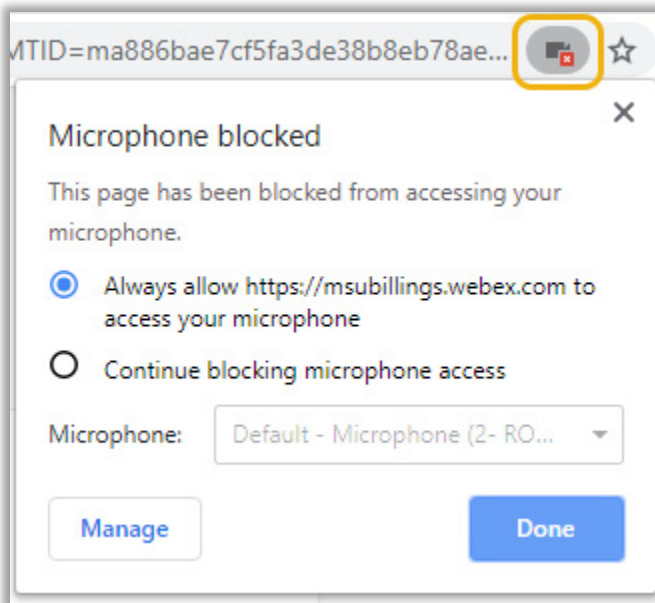 MTID=ma886bae7cf5fa3de38b8eb78ae...
Microphone blocked
This page has been blocked from accessing your
microphone.
Always allow https://msubillings.webex.com to
access your microphone
Continue blocking microphone access
Microphone: Default - Microphone (2- RO...
Manage Done